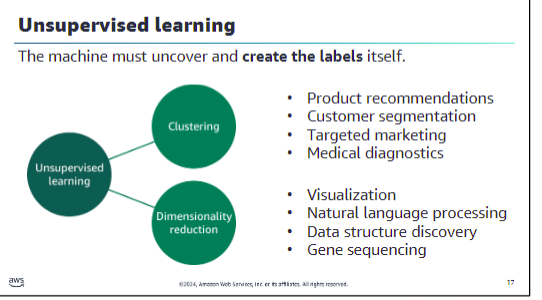 Unsupervised learning
The machine must uncover and create the labels itself.
Clustering
Unsupervised
learning
Dimensionality
reduction
• Product recommendations
• Customer segmentation
• Targeted marketing
• Medical diagnostics
• Visualization
• Natural language processing
• Data structure discovery
• Gene sequencing
aws
©2024, Amazon Web Services, Inc. or its affiliates. All rights reserved.
17